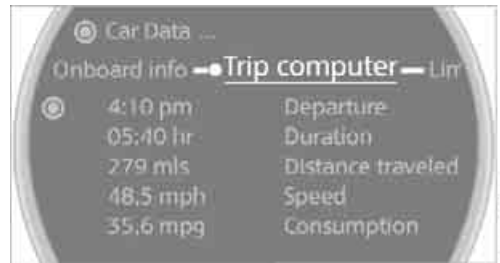 Car Data ...
Onboard info Trip computer Lim
4:10 pm Departure
05:40 hr Duration
279 mls Distance traveled
48.5 mph Speed
35.6 mpg Consumption